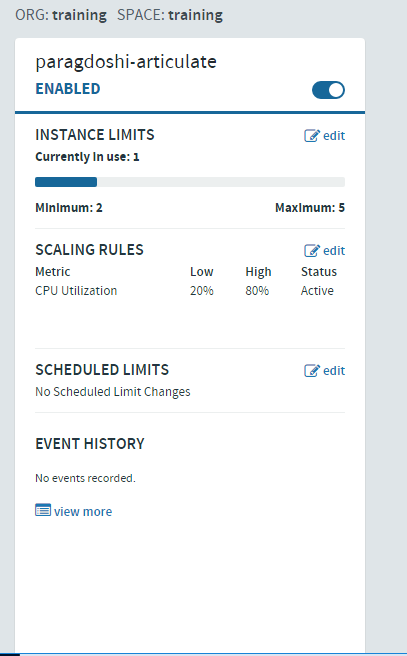 ORG: training SPACE: training
paragdoshi-articulate
ENABLED
INSTANCE LIMITS edit
Currently in use: 1
Minimum: 2 Maximum: 5
SCALING RULES edit
Metric Low High Status
CPU Utilization 20% 80% Active
SCHEDULED LIMITS edit
No Scheduled Limit Changes
EVENT HISTORY
No events recorded.
view more